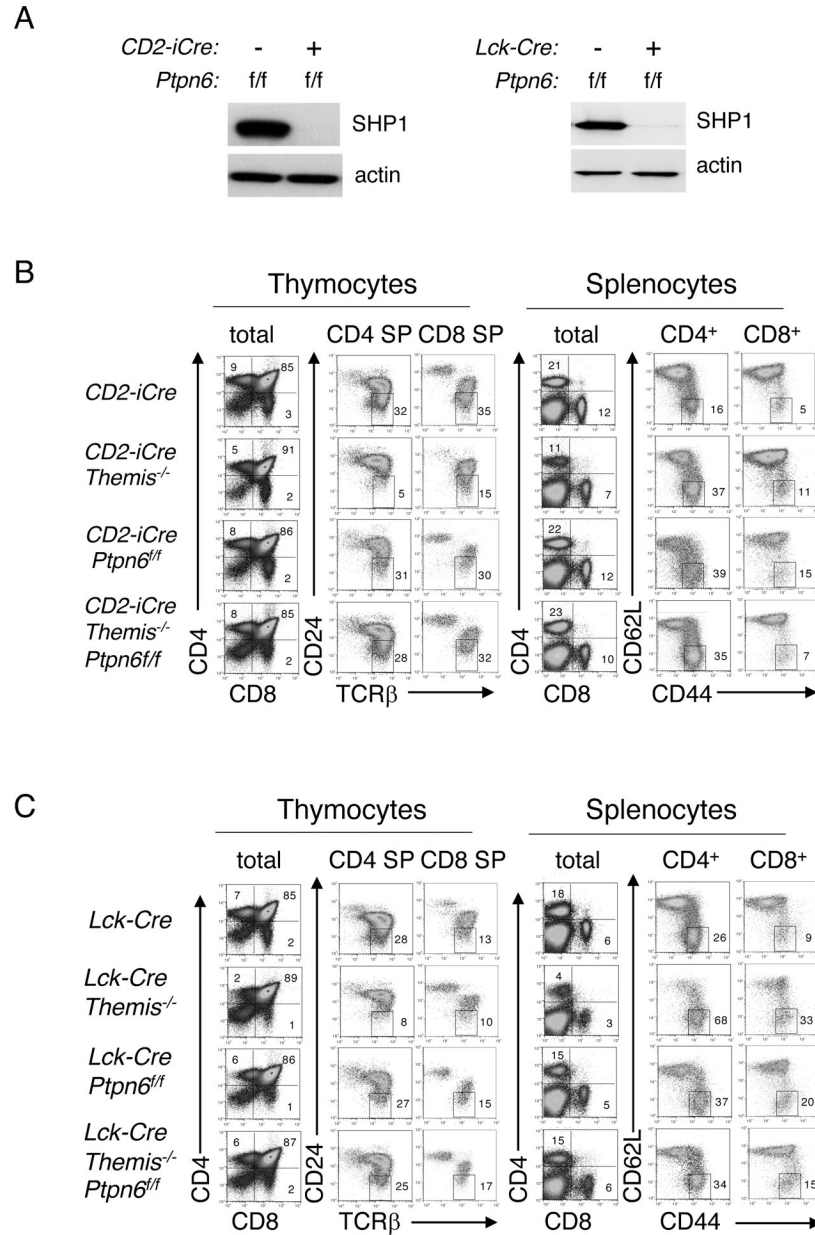 A
CD2-iCre: - +
Ptpn6: f/f f/f
SHP1
actin
Lck-Cre: - +
Ptpn6: f/f f/f
SHP1
actin
B
Thymocytes Splenocytes
total CD4 SP CD8 SP total CD4+ CD8+
CD2-iCre
9 85 3 32 35 21 12 16 5
CD2-iCre
Themis-/-
5 91 2 5 15 11 7 37 11
CD2-iCre
Ptpn6f/f
8 86 2 31 30 22 12 39 15
CD2-iCre
Themis-/-
Ptpn6f/f
8 85 2 28 32 23 10 35 7
CD4 CD24 CD4 CD62L
CD8 TCRβ CD8 CD44
C
Thymocytes Splenocytes
total CD4 SP CD8 SP total CD4+ CD8+
Lck-Cre
7 85 2 28 13 18 6 26 9
Lck-Cre
Themis-/-
2 89 1 8 10 4 3 68 33
Lck-Cre
Ptpn6f/f
6 86 1 27 15 15 5 37 20
Lck-Cre
Themis-/-
Ptpn6f/f
6 87 2 25 17 15 6 34 15
CD4 CD24 CD4 CD62L
CD8 TCRβ CD8 CD44